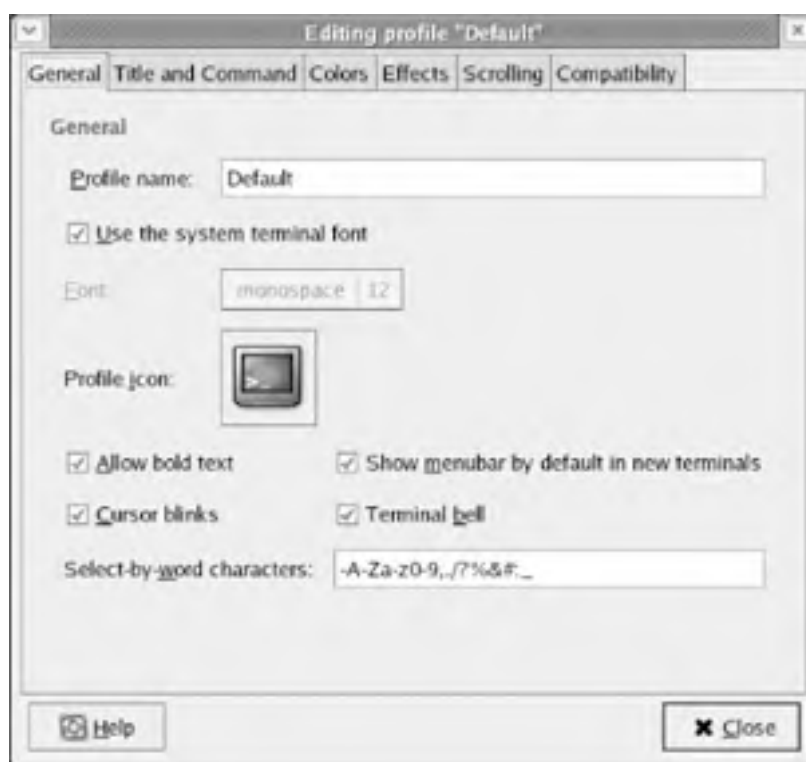 Editing profile "Default"
General Title and Command Colors Effects Scrolling Compatibility
General
Profile name: Default
Use the system terminal font
Font: monospace 12
Profile icon: >_
Allow bold text Show menubar by default in new terminals
Cursor blinks Terminal bell
Select-by-word characters: -A-Za-z0-9,./?%&#:_
Help Close